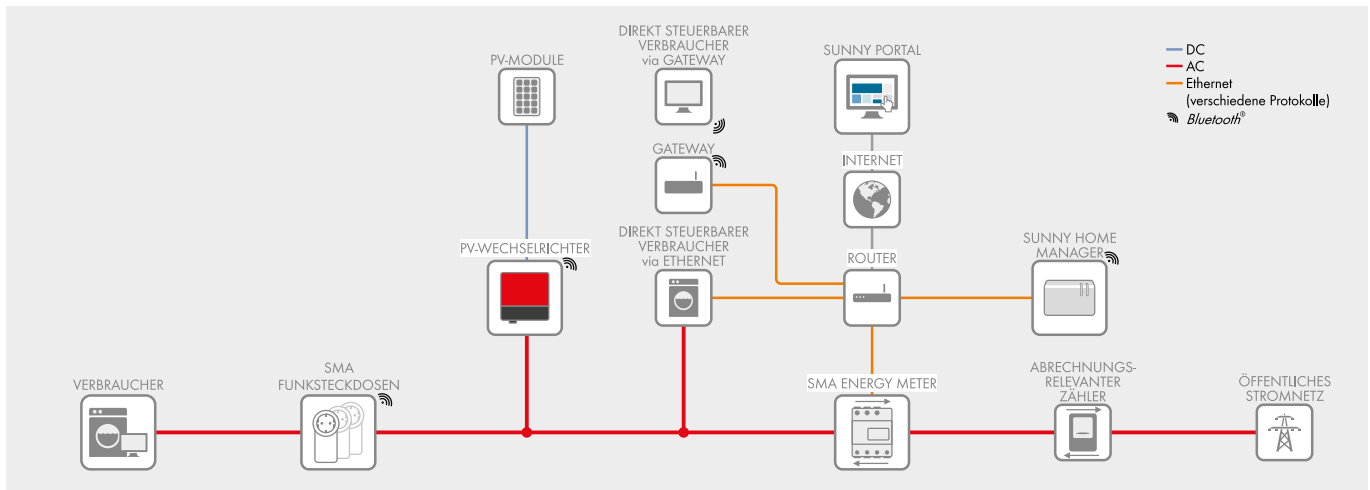 DIREKT STEUERBARER
VERBRAUCHER
via GATEWAY
PV-MODULE
SUNNY PORTAL
DC
AC
Ethernet
(verschiedene Protokolle)
Bluetooth®
GATEWAY
INTERNET
DIREKT STEUERBARER
VERBRAUCHER
via ETHERNET
PV-WECHSELRICHTER
ROUTER
SUNNY HOME
MANAGER
VERBRAUCHER
SMA
FUNKSTECKDOSEN
SMA ENERGY METER
ABRECHNUNGS-
RELEVANTER
ZÄHLER
ÖFFENTLICHES
STROMNETZ